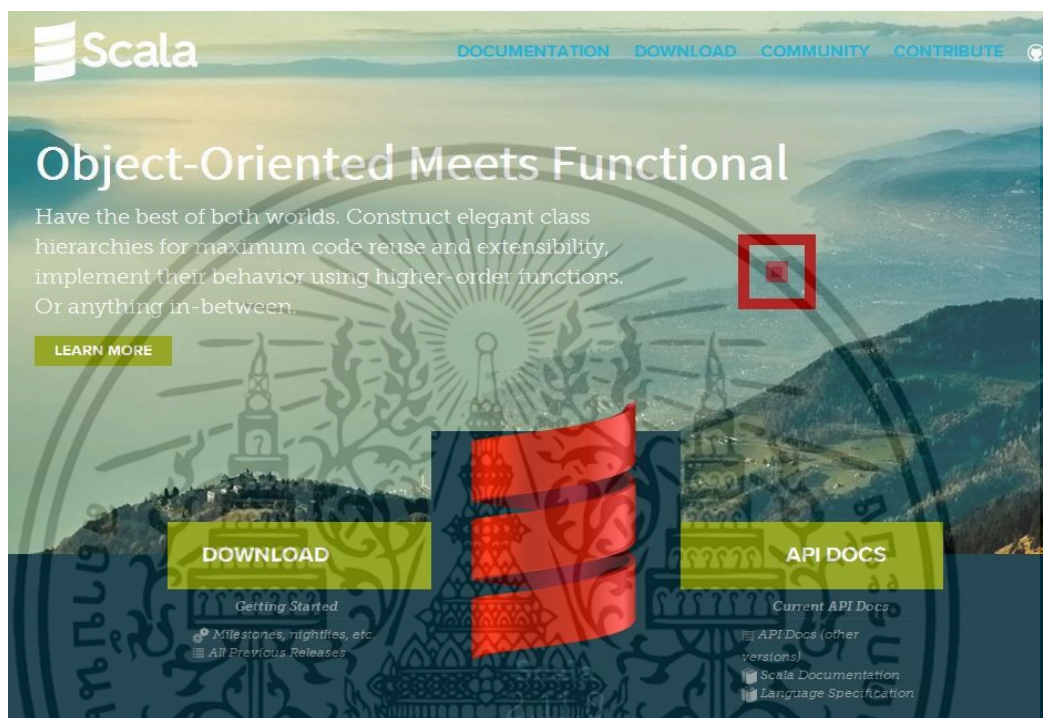 Scala
DOCUMENTATION DOWNLOAD COMMUNITY CONTRIBUTE
Object-Oriented Meets Functional
Have the best of both worlds. Construct elegant class
hierarchies for maximum code reuse and extensibility,
implement their behavior using higher-order functions.
Or anything in-between.
LEARN MORE
DOWNLOAD
Getting Started
Milestones, nightlies, etc.
All Previous Releases
API DOCS
Current API Docs
API Docs (other
versions)
Scala Documentation
Language Specification